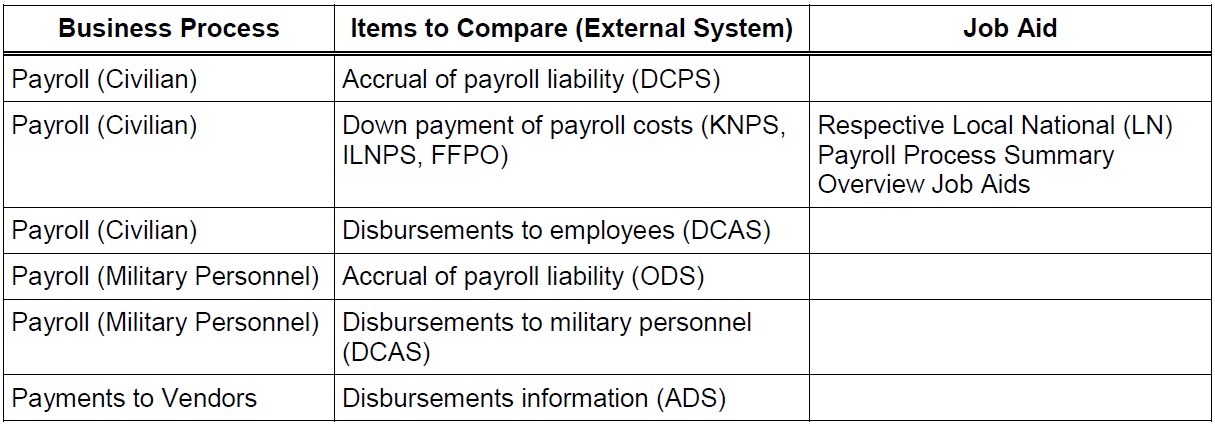 Business Process Items to Compare (External System) Job Aid
Payroll (Civilian) Accrual of payroll liability (DCPS)
Payroll (Civilian) Down payment of payroll costs (KNPS, Respective Local National (LN)
ILNPS, FFPO) Payroll Process Summary
Overview Job Aids
Payroll (Civilian) Disbursements to employees (DCAS)
Payroll (Military Personnel) Accrual of payroll liability (ODS)
Payroll (Military Personnel) Disbursements to military personnel
(DCAS)
Payments to Vendors Disbursements information (ADS)